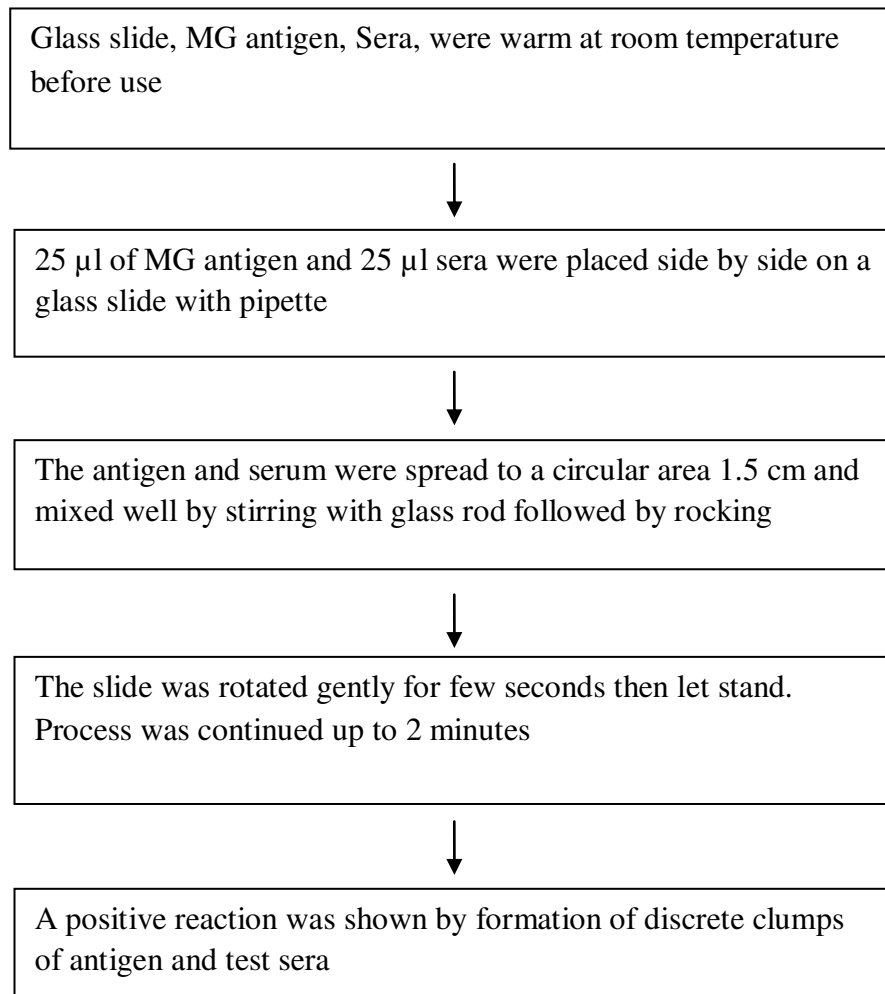 Glass slide, MG antigen, Sera, were warm at room temperature
before use
25 µl of MG antigen and 25 µl sera were placed side by side on a
glass slide with pipette
The antigen and serum were spread to a circular area 1.5 cm and
mixed well by stirring with glass rod followed by rocking
The slide was rotated gently for few seconds then let stand.
Process was continued up to 2 minutes
A positive reaction was shown by formation of discrete clumps
of antigen and test sera